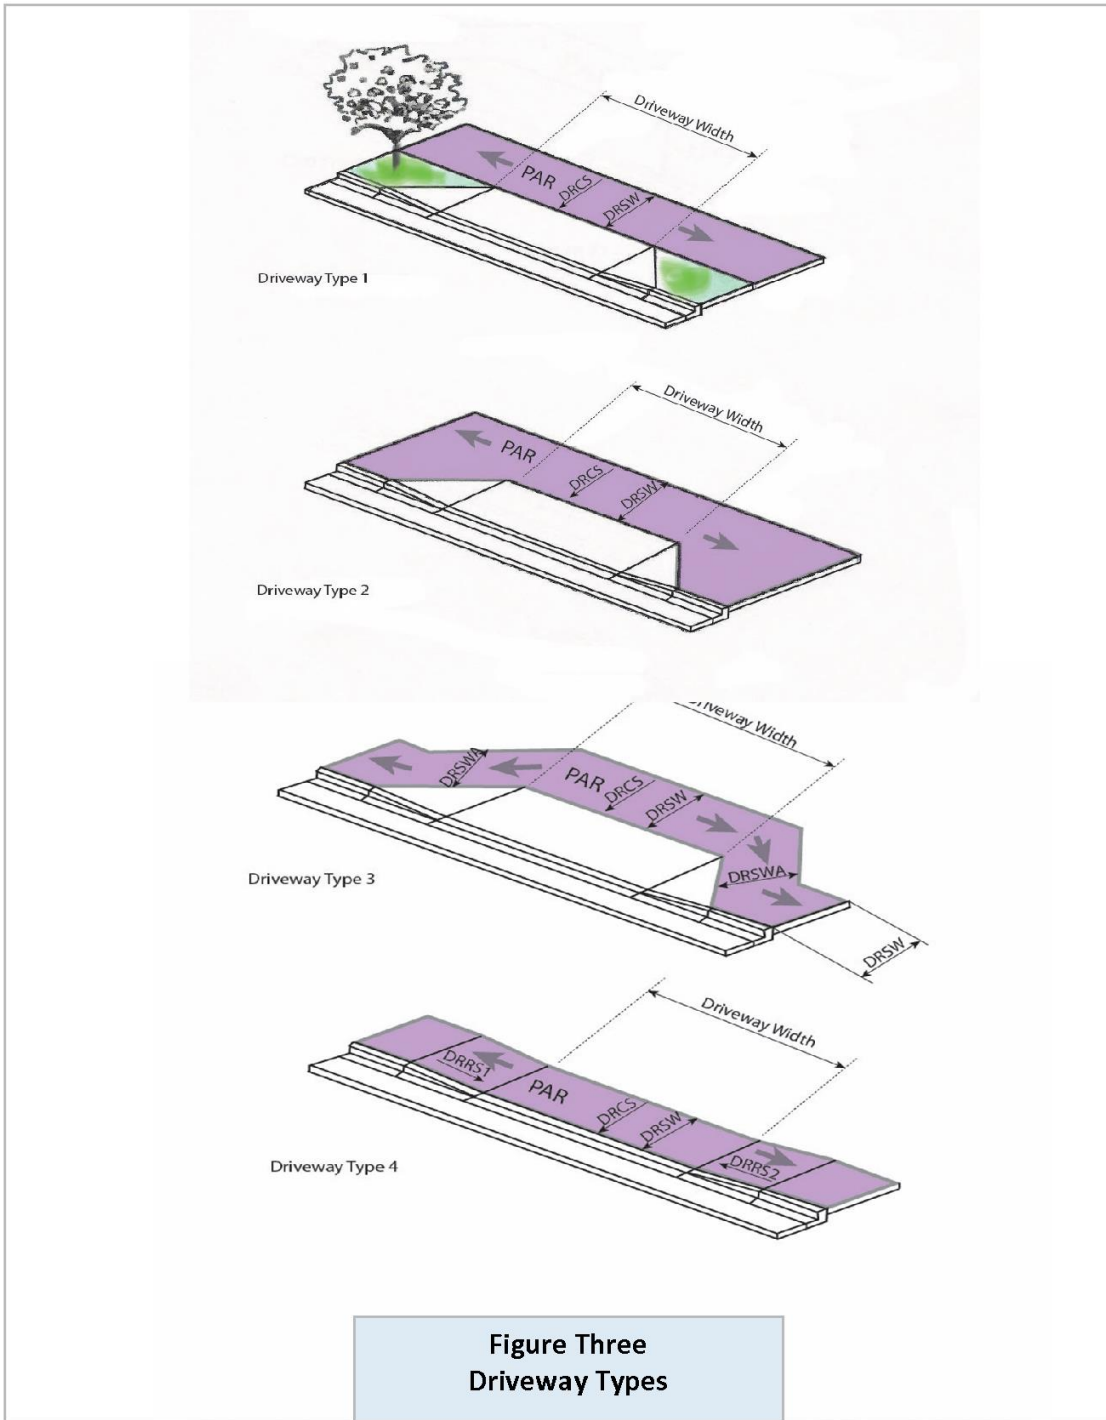 Driveway Width
PAR
DRCS
DRSW
Driveway Type 1
Driveway Width
PAR
DRCS
DRSW
Driveway Type 2
Driveway Width
DRSWA
PAR
DRCS
DRSW
DRSWA
Driveway Type 3
DRSW
Driveway Width
DRRS1
PAR
DRCS
DRSW
DRRS2
Driveway Type 4
Figure Three
Driveway Types